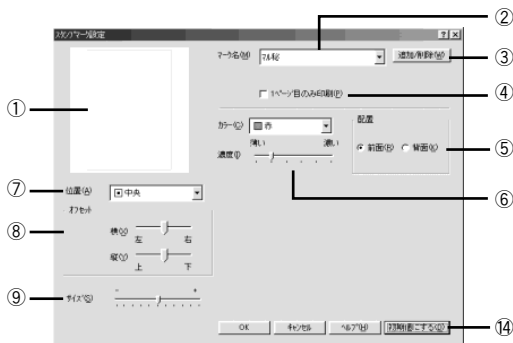 スタンプマーク設定
②
マーク名(M) マル秘 追加/削除(W)
③
①
1ページ目のみ印刷(P)
④
カラー(C) 赤
配置
薄い 濃い
濃度(I)
前面(R) 背面(K)
⑤
⑥
⑦
位置(A) 中央
オフセット
⑧
横(X)
左 右
縦(Y)
上 下
⑨
サイズ(S)
- +
OK キャンセル ヘルプ(H) 初期値にする(D)
⑭